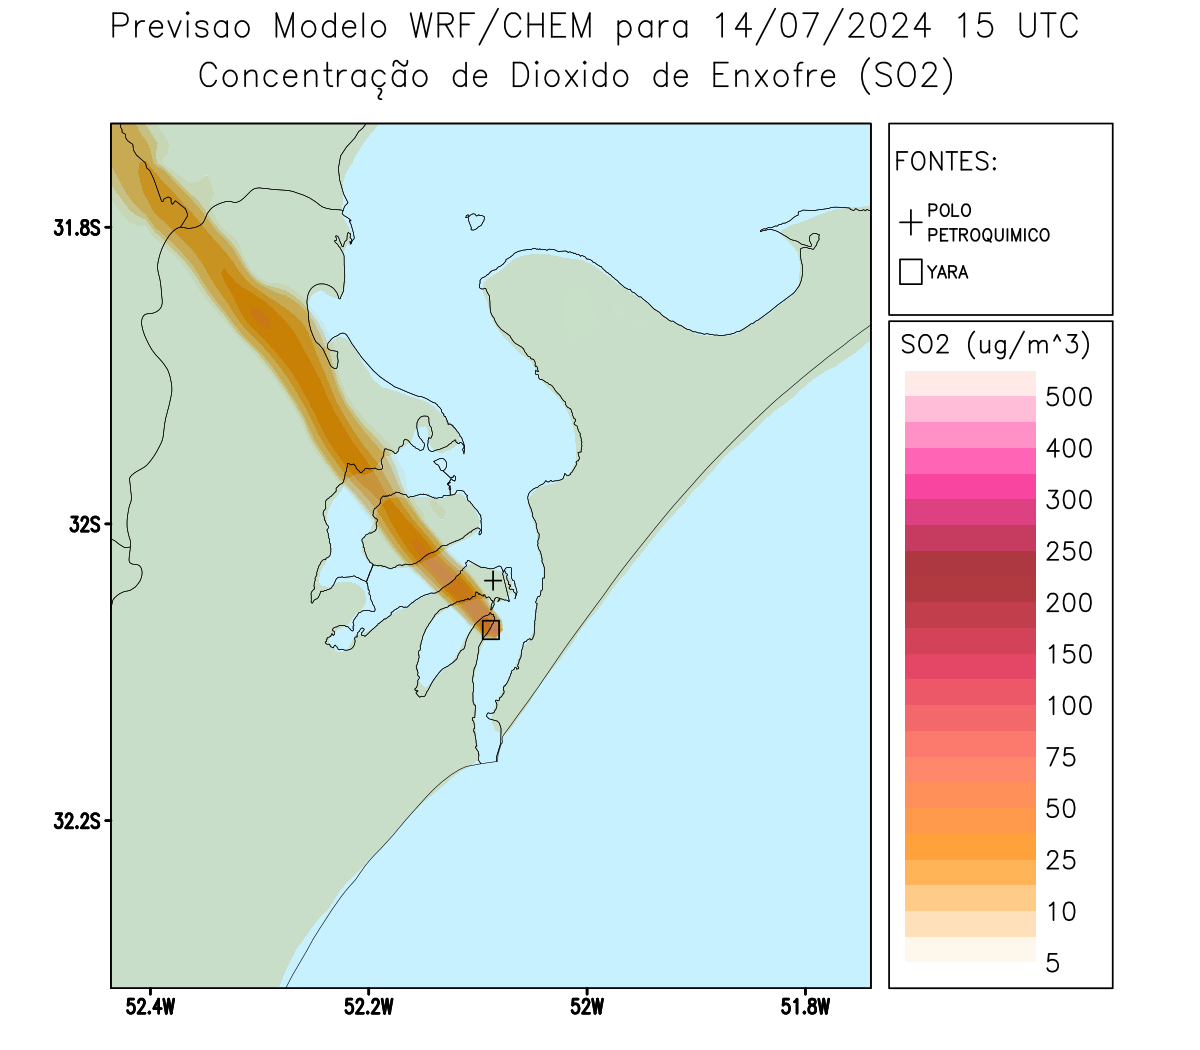 Previsao Modelo WRF/CHEM para 14/07/2024 15 UTC
Concentração de Dioxido de Enxofre (SO2)
FONTES:
POLO
PETROQUIMICO
YARA
SO2 (ug/m^3)
500
400
300
250
200
150
100
75
50
25
10
5
31.8S
32S
32.2S
52.4W
52.2W
52W
51.8W